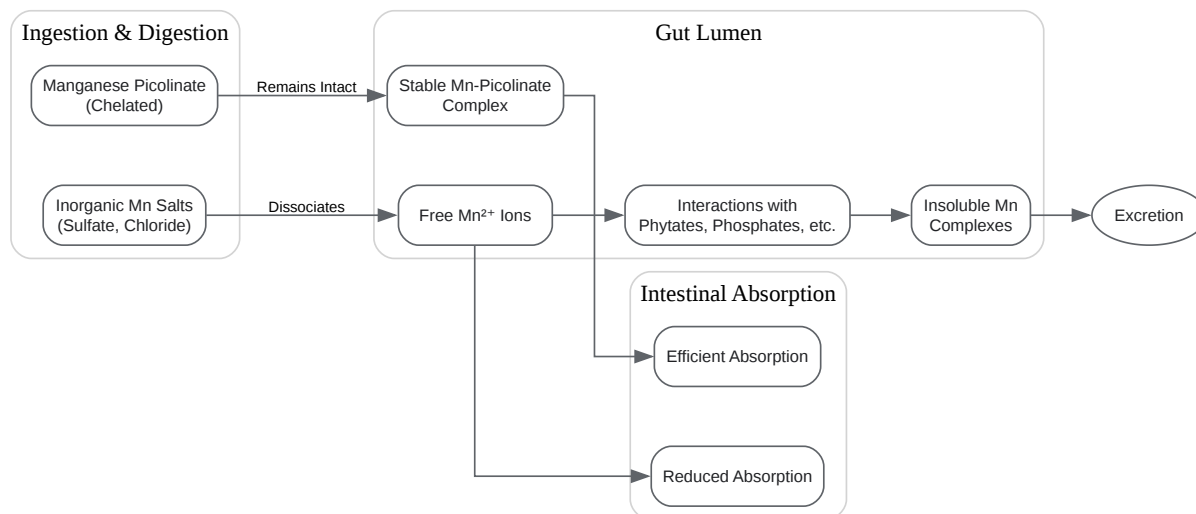 Ingestion & Digestion
Gut Lumen
Manganese Picolinate
(Chelated)
Remains Intact
Stable Mn-Picolinate
Complex
Inorganic Mn Salts
(Sulfate, Chloride)
Dissociates
Free Mn²⁺ Ions
Interactions with
Phytates, Phosphates, etc.
Insoluble Mn
Complexes
Excretion
Intestinal Absorption
Efficient Absorption
Reduced Absorption